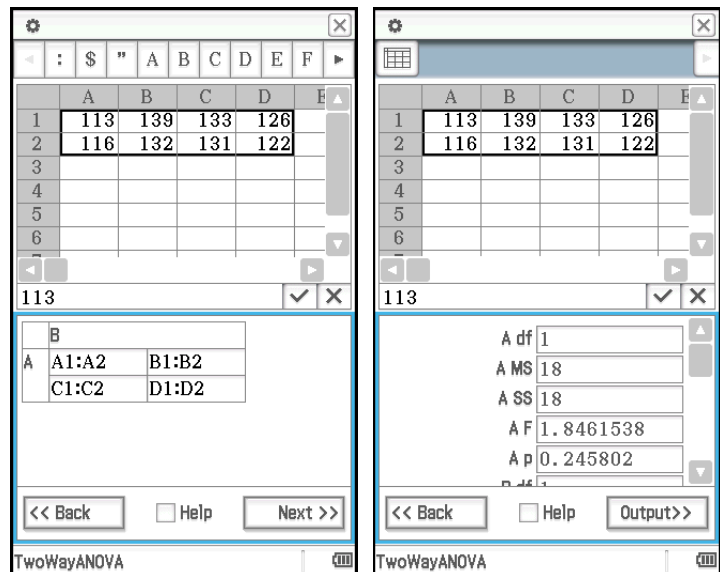 : $ ” A B C D E F
A B C D E
1 113 139 133 126
2 116 132 131 122
3
4
5
6
113
B
A A1:A2 B1:B2
C1:C2 D1:D2
<< Back Help Next >>
TwoWayANOVA
A B C D E
1 113 139 133 126
2 116 132 131 122
3
4
5
6
113
A df 1
A MS 18
A SS 18
A F 1.8461538
A p 0.245802
B df 1
<< Back Help Output>>
TwoWayANOVA